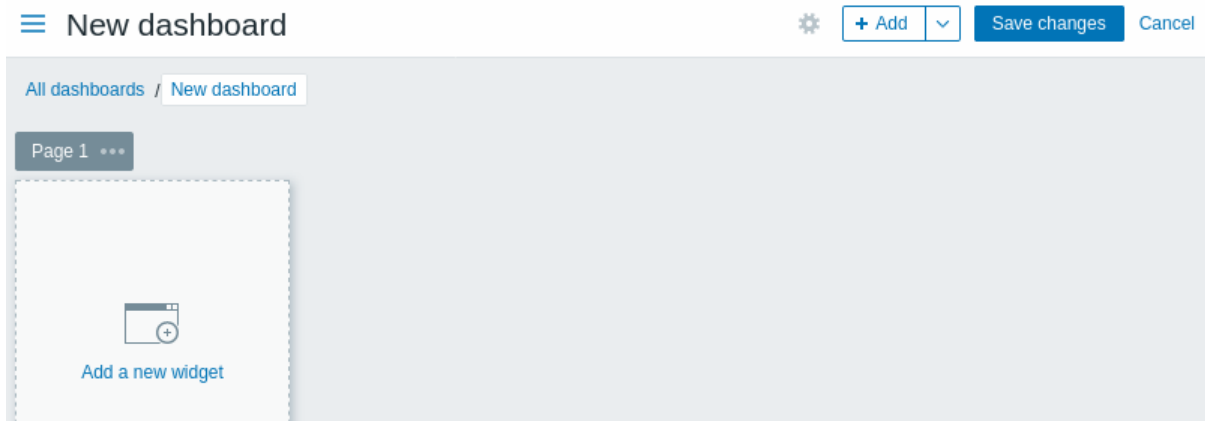 New dashboard
+ Add
Save changes
Cancel
All dashboards / New dashboard
Page 1
Add a new widget